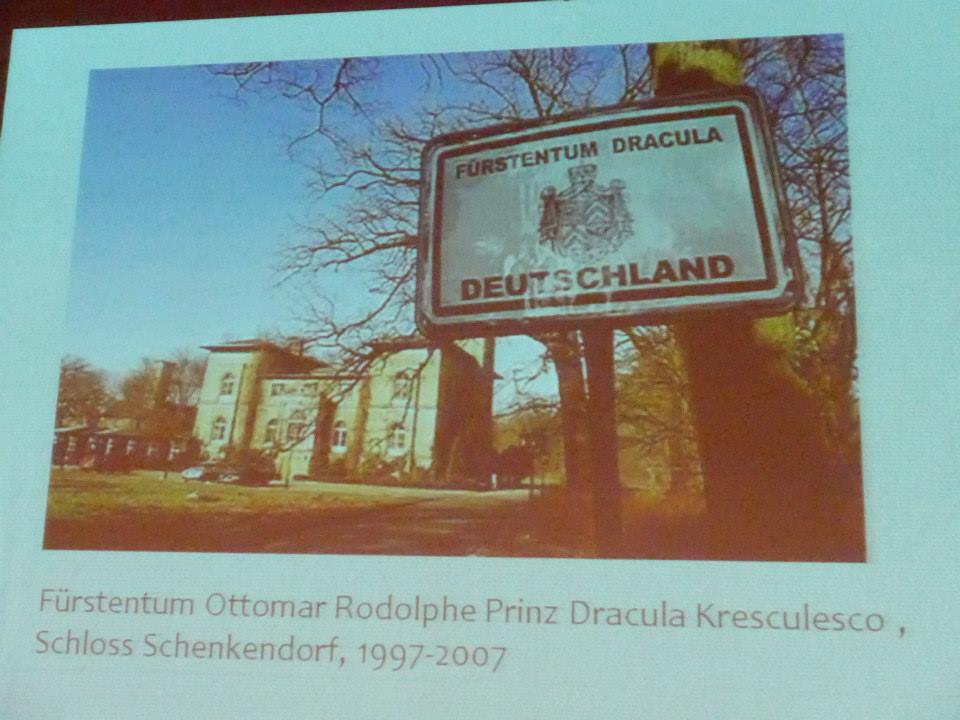 FÜRSTENTUM DRACULA
DEUTSCHLAND
Fürstentum Ottomar Rodolphe Prinz Dracula Kresculesco ,
Schloss Schenkendorf, 1997-2007